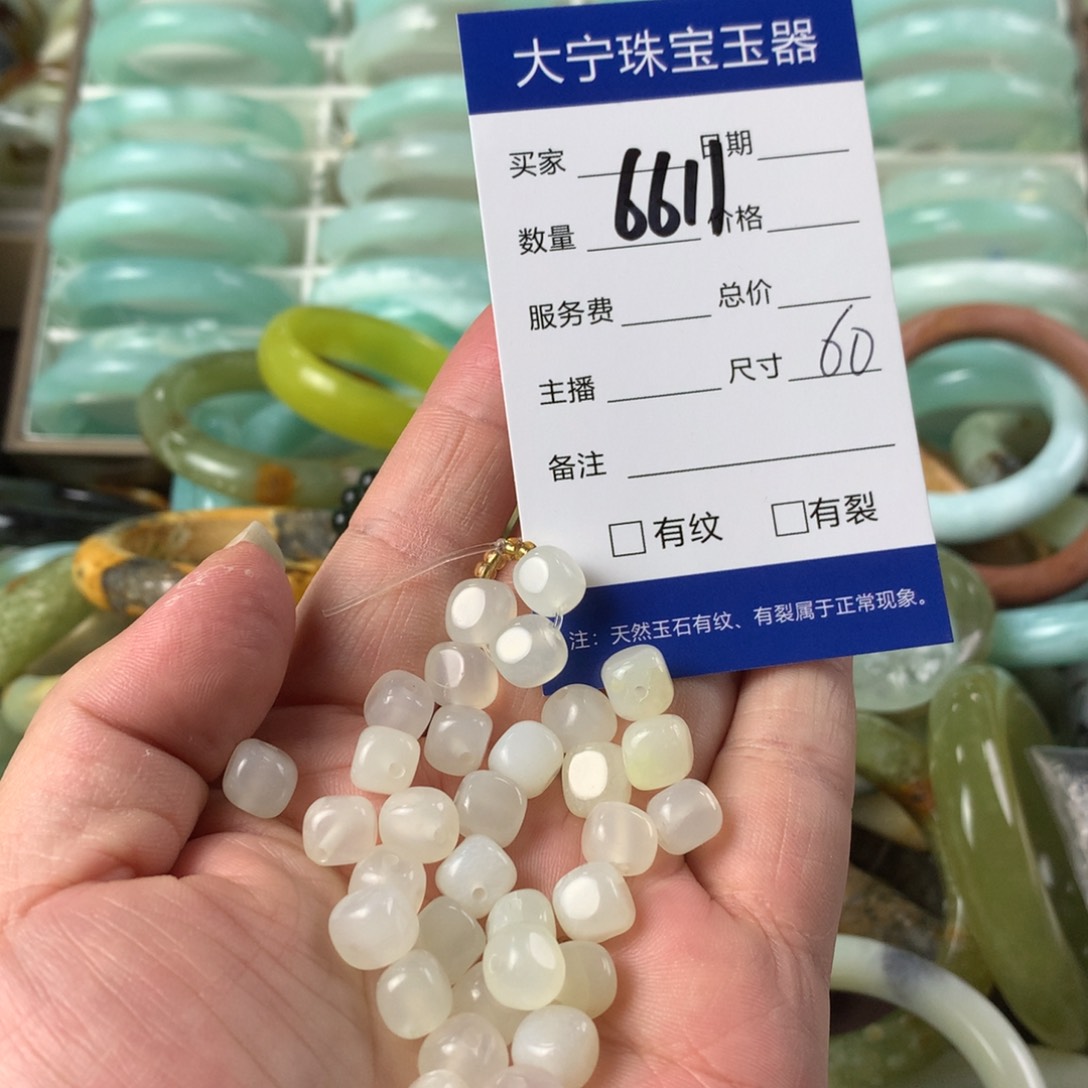 大宁珠宝玉器
买家 日期
6611
数量 价格
服务费 总价
主播 尺寸 60
备注
□有纹 □有裂
注：天然玉石有纹、有裂属于正常现象。